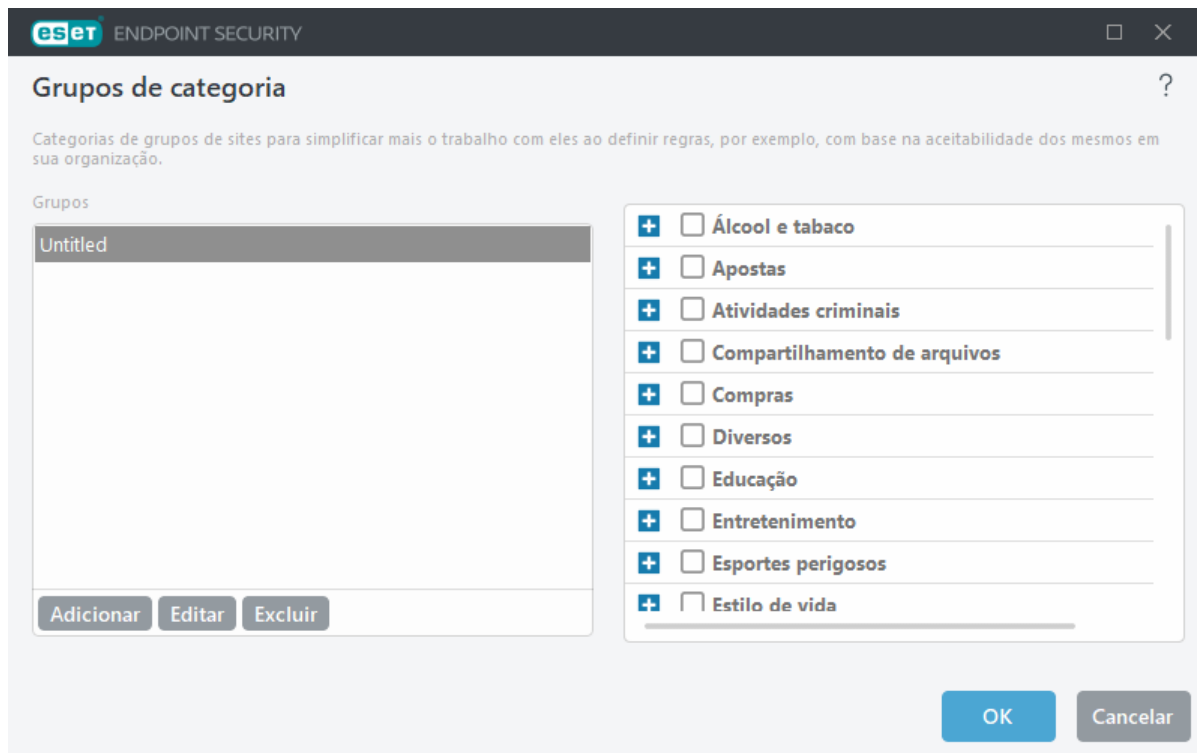 eset ENDPOINT SECURITY
Grupos de categoria
?
Categorias de grupos de sites para simplificar mais o trabalho com eles ao definir regras, por exemplo, com base na aceitabilidade dos mesmos em
sua organização.
Grupos
Untitled
Álcool e tabaco
Apostas
Atividades criminais
Compartilhamento de arquivos
Compras
Diversos
Educação
Entretenimento
Esportes perigosos
Estilo de vida
Adicionar Editar Excluir
OK Cancelar